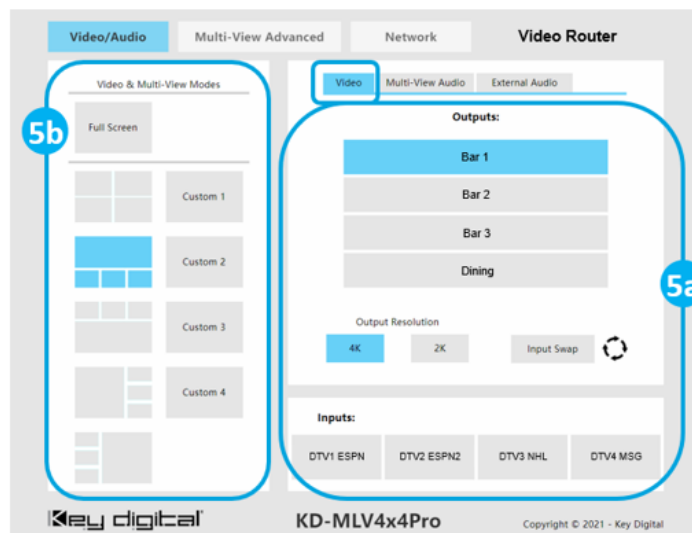 Video/Audio
Multi-View Advanced
Network
Video Router
Video & Multi-View Modes
5b
Full Screen
Custom 1
Custom 2
Custom 3
Custom 4
Video
Multi-View Audio
External Audio
Outputs:
Bar 1
Bar 2
Bar 3
Dining
5a
Output Resolution
4K
2K
Input Swap
Inputs:
DTV1 ESPN
DTV2 ESPN2
DTV3 NHL
DTV4 MSG
Key digital
KD-MLV4x4Pro
Copyright © 2021 - Key Digital